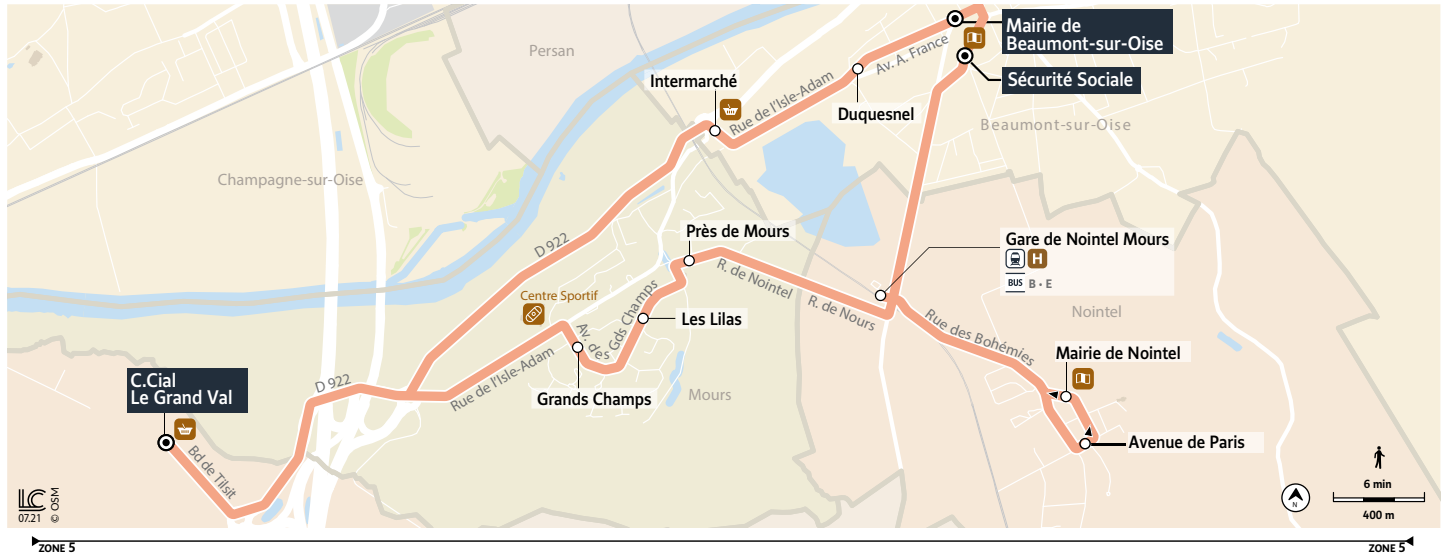 Persan
Mairie de
Beaumont-sur-Oise
Sécurité Sociale
Av. A. France
Intermarché
Rue de l'Isle-Adam
Duquesnel
Beaumont-sur-Oise
Champagne-sur-Oise
D 922
Près de Mours
R. de Nointel
R. de Nours
Gare de Nointel Mours
H
BUS B • E
Centre Sportif
Av. des Gds Champs
Les Lilas
Nointel
Rue des Bohémies
Mairie de Nointel
C.Cial
Le Grand Val
D 922
Rue de l'Isle-Adam
Grands Champs
Mours
Avenue de Paris
Bd de Tilsit
6 min
400 m
N
LC
07.21
© OSM
ZONE 5
ZONE 5